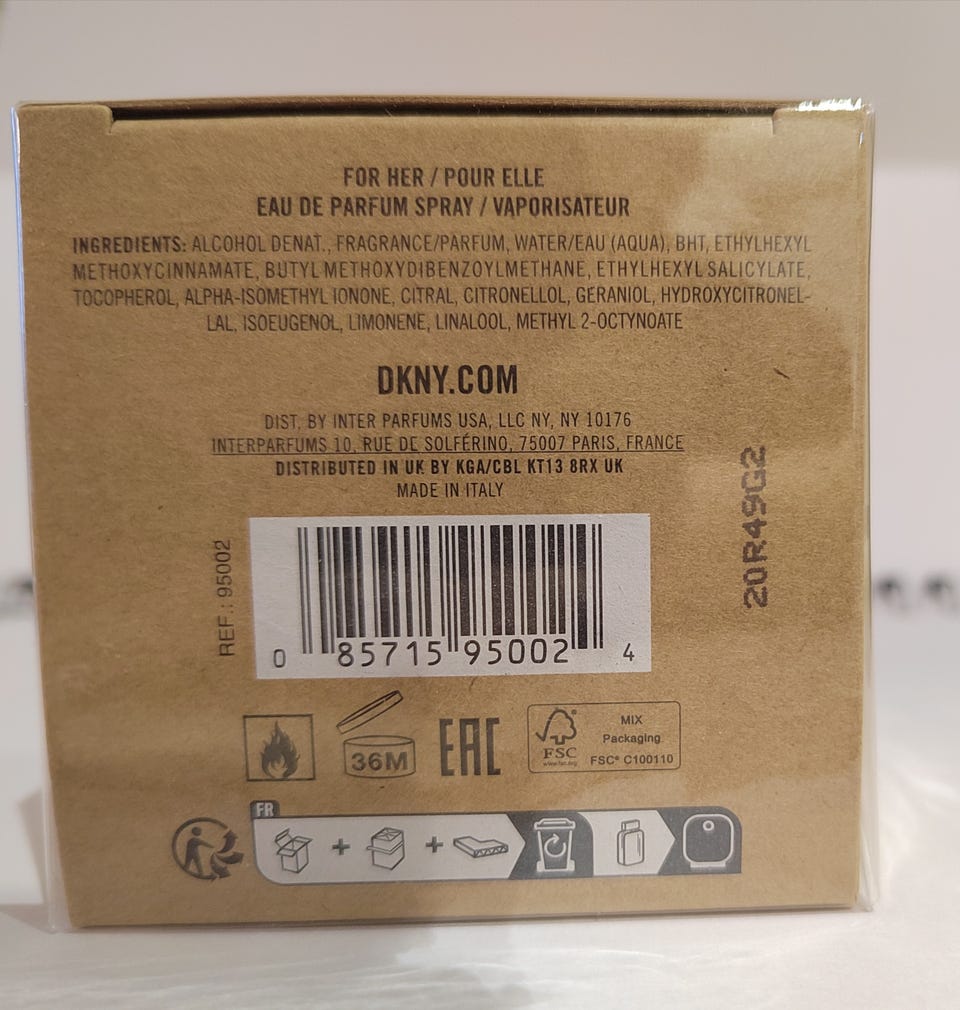 FOR HER / POUR ELLE
EAU DE PARFUM SPRAY / VAPORISATEUR
INGREDIENTS: ALCOHOL DENAT., FRAGRANCE/PARFUM, WATER/EAU (AQUA), BHT, ETHYLHEXYL
METHOXYCINNAMATE, BUTYL METHOXYDIBENZOYLMETHANE, ETHYLHEXYL SALICYLATE,
TOCOPHEROL, ALPHA-ISOMETHYL IONONE, CITRAL, CITRONELLOL, GERANIOL, HYDROXYCITRONEL-
LAL, ISOEUGENOL, LIMONENE, LINALOOL, METHYL 2-OCTYNOATE
DKNY.COM
DIST. BY INTER PARFUMS USA, LLC NY, NY 10176
INTERPARFUMS 10, RUE DE SOLFÉRINO, 75007 PARIS, FRANCE
DISTRIBUTED IN UK BY KGA/CBL KT13 8RX UK
MADE IN ITALY
20R49G2
REF.: 95002
0 85715 95002 4
36M
EAC
FSC
www.fsc.org
MIX
Packaging
FSC® C100110
FR